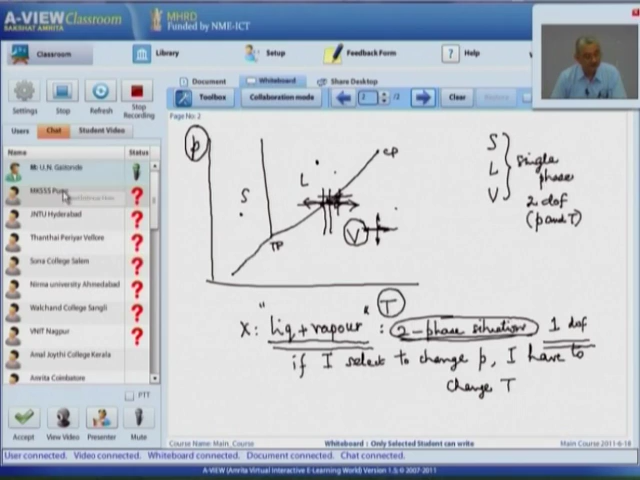 A-VIEW Classroom
SAKSHAT AMRITA
MHRD
Funded by NME-ICT
Classroom
Library
Setup
Feedback Form
Help
Settings
Stop
Refresh
Stop Recording
Document
Whiteboard
Share Desktop
Toolbox
Collaboration mode
2
/2
Clear
Users
Chat
Student Video
Page No: 2
Name
Status
M: U.N. Gaitonde
MKSSS Pune
JNTU Hyderabad
Thanthai Periyar Vellore
Sona College Salem
Nirma university Ahmedabad
Walchand College Sangli
VNIT Nagpur
Amal Jyothi College Kerala
Amrita Coimbatore
PTT
Accept
View Video
Presenter
Mute
p
S
L
CP
TP
V
T
S
L
V
single
phase
2 dof
(p and T)
X: "liq + vapour" : 2-phase situation 1 dof
if I select to change p, I have to
change T
Course Name: Main_Course
Whiteboard : Only Selected Student can write
Main Course 2011-6-18
User connected. Video connected. Whiteboard connected. Document connected. Chat connected.
A-VIEW (Amrita Virtual Interactive E-Learning World) Version 1.5; © 2007-2011